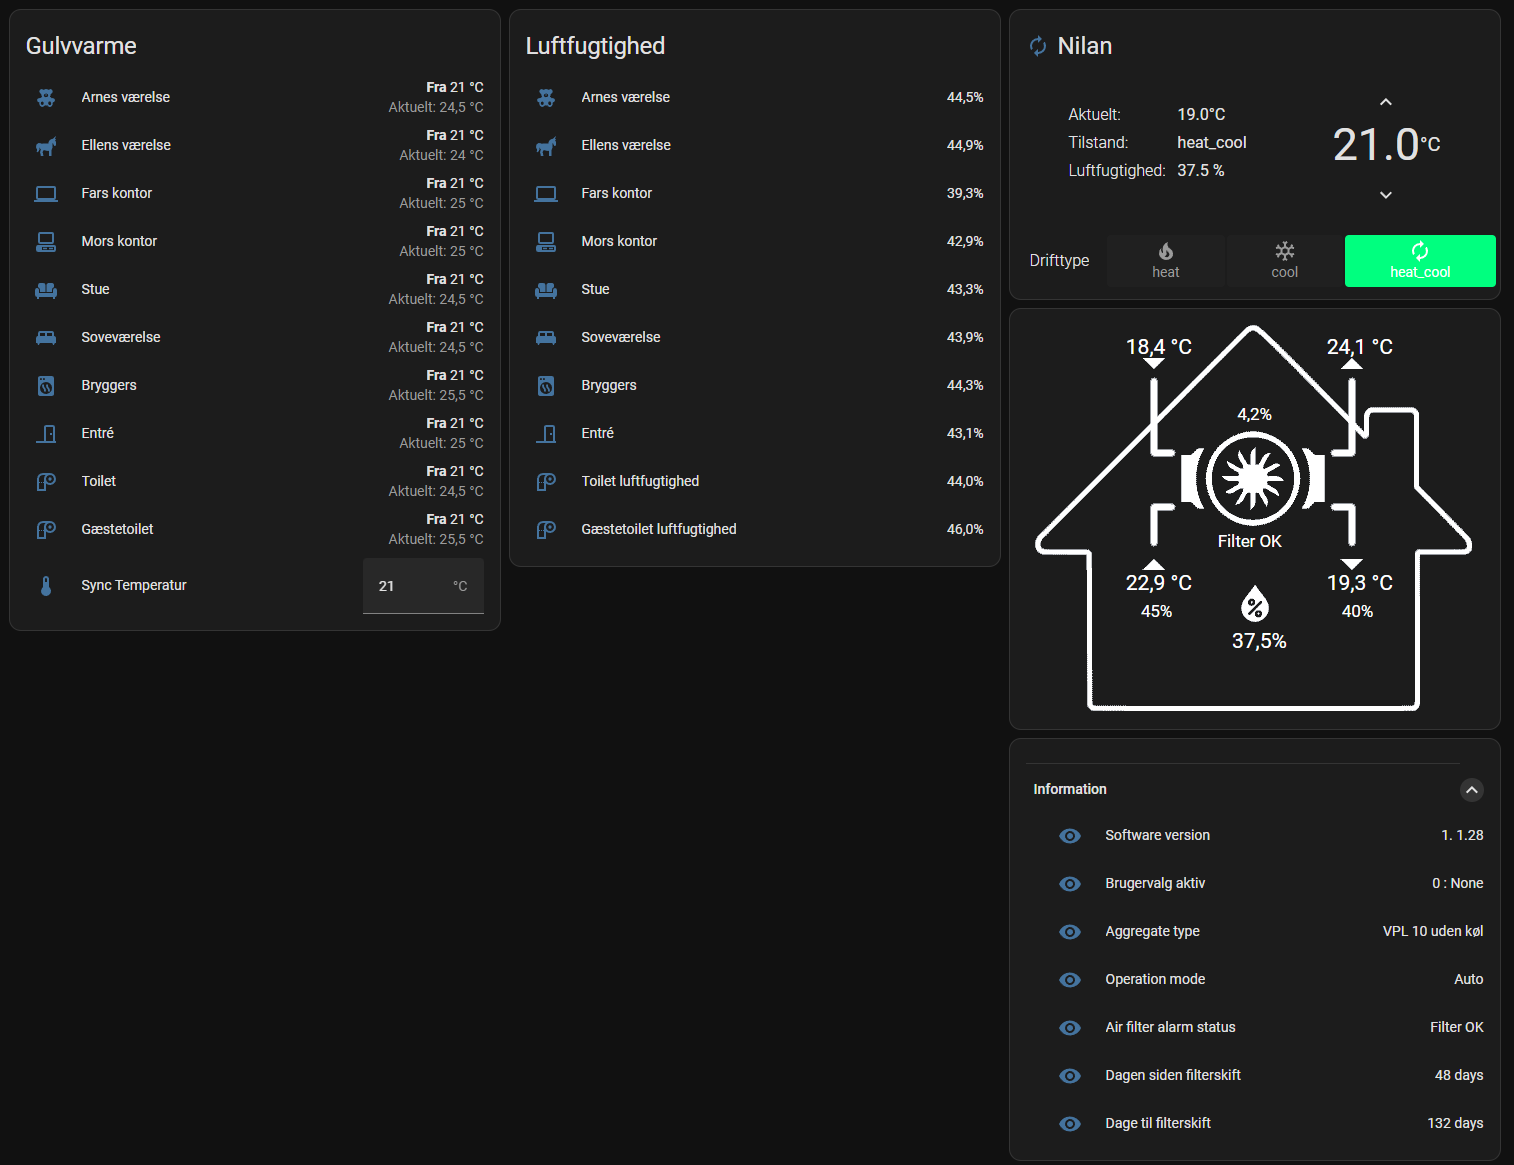 Gulvvarme
Arnes værelse
Fra 21 °C
Aktuelt: 24,5 °C
Ellens værelse
Fra 21 °C
Aktuelt: 24 °C
Fars kontor
Fra 21 °C
Aktuelt: 25 °C
Mors kontor
Fra 21 °C
Aktuelt: 25 °C
Stue
Fra 21 °C
Aktuelt: 24,5 °C
Soveværelse
Fra 21 °C
Aktuelt: 24,5 °C
Bryggers
Fra 21 °C
Aktuelt: 25,5 °C
Entré
Fra 21 °C
Aktuelt: 25 °C
Toilet
Fra 21 °C
Aktuelt: 24,5 °C
Gæstetoilet
Fra 21 °C
Aktuelt: 25,5 °C
Sync Temperatur 21 °C
Luftfugtighed
Arnes værelse 44,5%
Ellens værelse 44,9%
Fars kontor 39,3%
Mors kontor 42,9%
Stue 43,3%
Soveværelse 43,9%
Bryggers 44,3%
Entré 43,1%
Toilet luftfugtighed 44,0%
Gæstetoilet luftfugtighed 46,0%
Nilan
Aktuelt: 19.0°C
Tilstand: heat_cool
Luftfugtighed: 37.5 %
21.0°C
Drifttype
heat
cool
heat_cool
18,4 °C 24,1 °C
4,2%
Filter OK
22,9 °C 19,3 °C
45% 40%
%
37,5%
Information
Software version 1. 1.28
Brugervalg aktiv 0 : None
Aggregate type VPL 10 uden køl
Operation mode Auto
Air filter alarm status Filter OK
Dagen siden filterskift 48 days
Dage til filterskift 132 days